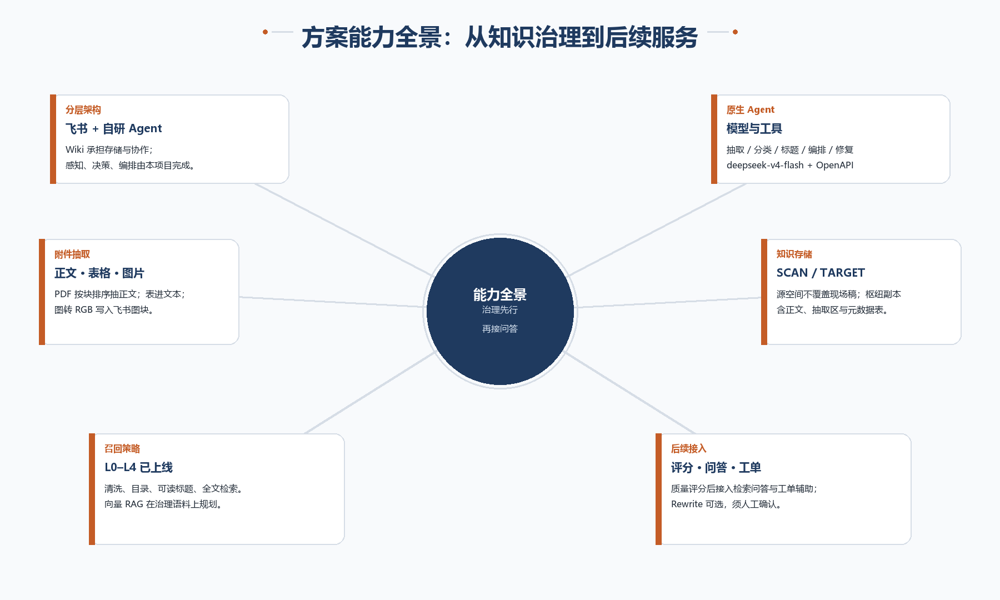 方案能力全景：从知识治理到后续服务
分层架构
飞书 + 自研 Agent
Wiki 承担存储与协作；
感知、决策、编排由本项目完成。
原生 Agent
模型与工具
抽取 / 分类 / 标题 / 编排 / 修复
deepseek-v4-flash + OpenAPI
附件抽取
正文 • 表格 • 图片
PDF 按块排序抽正文；表进文本；
图转 RGB 写入飞书图块。
能力全景
治理先行
再接问答
知识存储
SCAN / TARGET
源空间不覆盖现场稿；枢纽副本
含正文、抽取区与元数据表。
召回策略
L0–L4 已上线
清洗、目录、可读标题、全文检索。
向量 RAG 在治理语料上规划。
后续接入
评分 • 问答 • 工单
质量评分后接入检索问答与工单辅助；
Rewrite 可选，须人工确认。